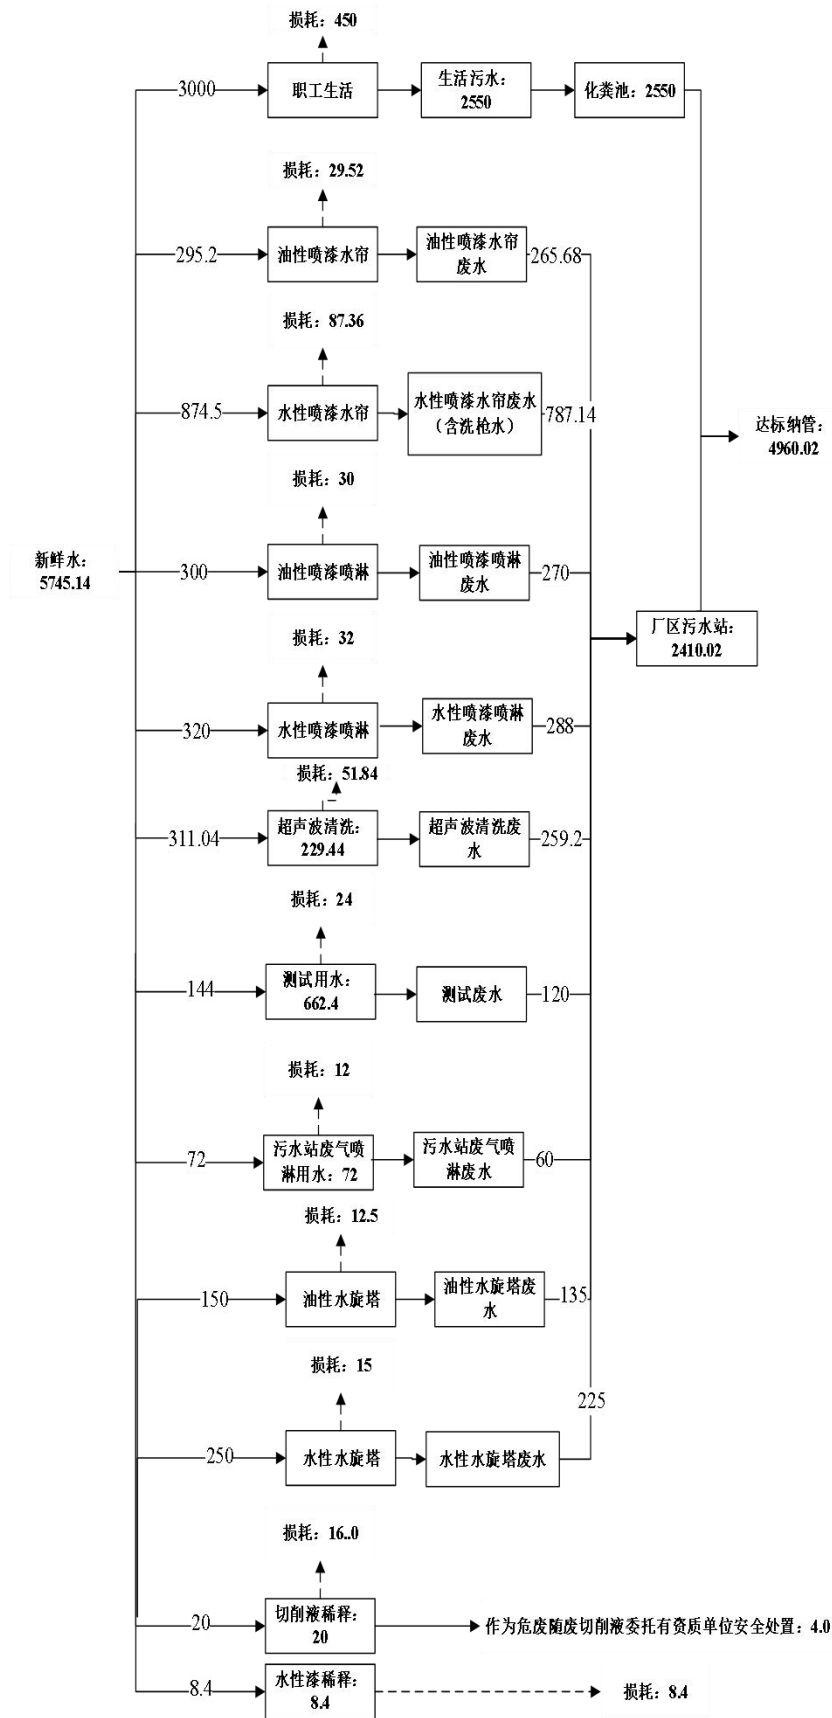 损耗：450
3000
职工生活
生活污水：
2550
化粪池：2550
损耗：29.52
295.2
油性喷漆水帘
油性喷漆水帘
废水
265.68
损耗：87.36
874.5
水性喷漆水帘
水性喷漆水帘废水
（含洗枪水）
787.14
达标纳管：
4960.02
损耗：30
新鲜水：
5745.14
300
油性喷漆喷淋
油性喷漆喷淋
废水
270
厂区污水站：
2410.02
损耗：32
320
水性喷漆喷淋
水性喷漆喷淋
废水
288
损耗：51.84
311.04
超声波清洗：
229.44
超声波清洗废
水
259.2
损耗：24
144
测试用水：
662.4
测试废水
120
损耗：12
72
污水站废气喷
淋用水：72
污水站废气喷
淋废水
60
损耗：12.5
150
油性水旋塔
油性水旋塔废
水
135
损耗：15
225
250
水性水旋塔
水性水旋塔废水
损耗：16..0
20
切削液稀释：
20
作为危废随废切削液委托有资质单位安全处置：4.0
8.4
水性漆稀释：
8.4
损耗：8.4